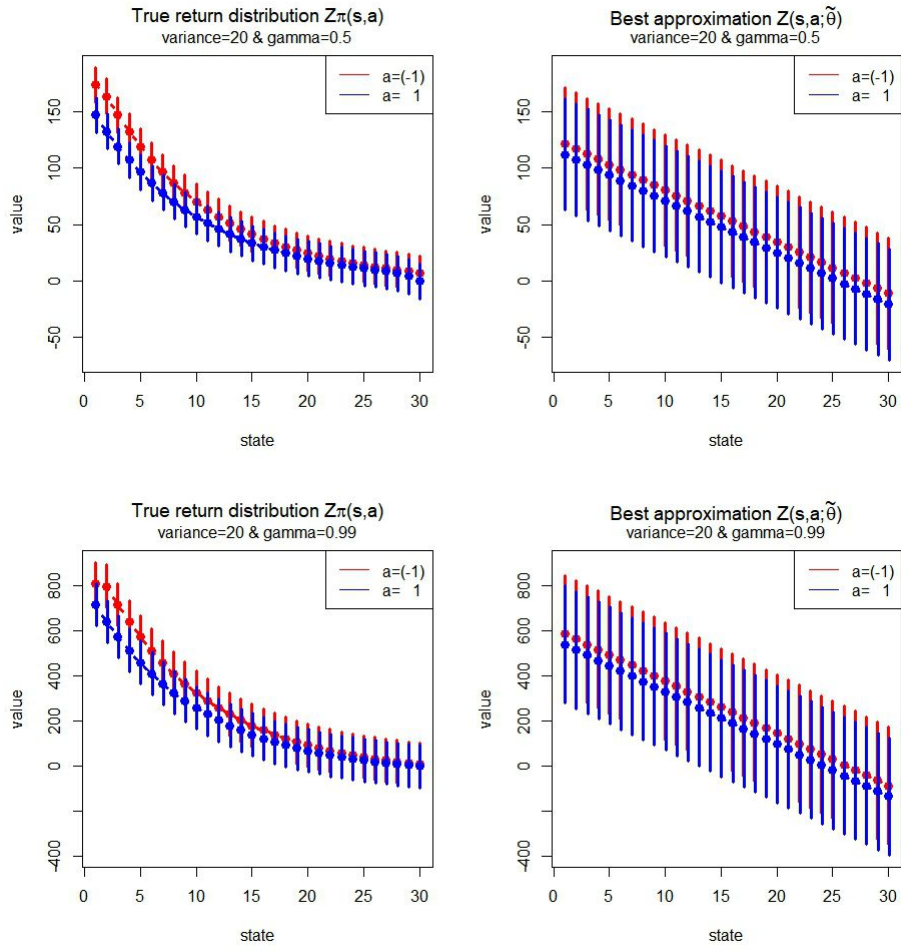 True return distribution Zπ(s,a)
variance=20 & gamma=0.5
a=(-1)
a= 1
150
100
50
0
-50
value
0 5 10 15 20 25 30
state
Best approximation Z(s,a;θ̃)
variance=20 & gamma=0.5
a=(-1)
a= 1
150
100
50
0
-50
value
0 5 10 15 20 25 30
state
True return distribution Zπ(s,a)
variance=20 & gamma=0.99
a=(-1)
a= 1
800
600
400
200
0
-400
value
0 5 10 15 20 25 30
state
Best approximation Z(s,a;θ̃)
variance=20 & gamma=0.99
a=(-1)
a= 1
800
600
400
200
0
-400
value
0 5 10 15 20 25 30
state